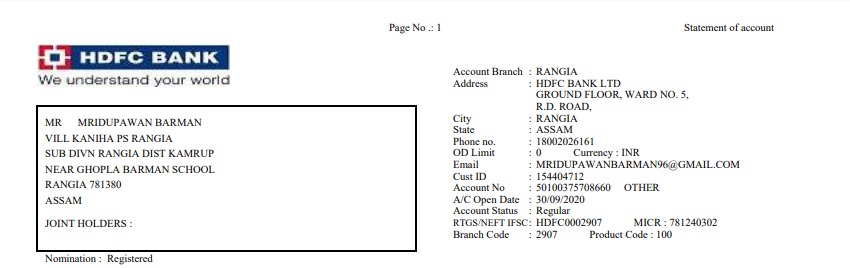 Page No .: 1 Statement of account
HDFC BANK
We understand your world
MR MRIDUPAWAN BARMAN
VILL KANIHA PS RANGIA
SUB DIVN RANGIA DIST KAMRUP
NEAR GHOPLA BARMAN SCHOOL
RANGIA 781380
ASSAM
JOINT HOLDERS :
Nomination : Registered
Account Branch : RANGIA
Address : HDFC BANK LTD
GROUND FLOOR, WARD NO. 5,
R.D. ROAD,
City : RANGIA
State : ASSAM
Phone no. : 18002026161
OD Limit : 0 Currency : INR
Email : MRIDUPAWANBARMAN96@GMAIL.COM
Cust ID : 154404712
Account No : 50100375708660 OTHER
A/C Open Date : 30/09/2020
Account Status : Regular
RTGS/NEFT IFSC : HDFC0002907 MICR : 781240302
Branch Code : 2907 Product Code : 100